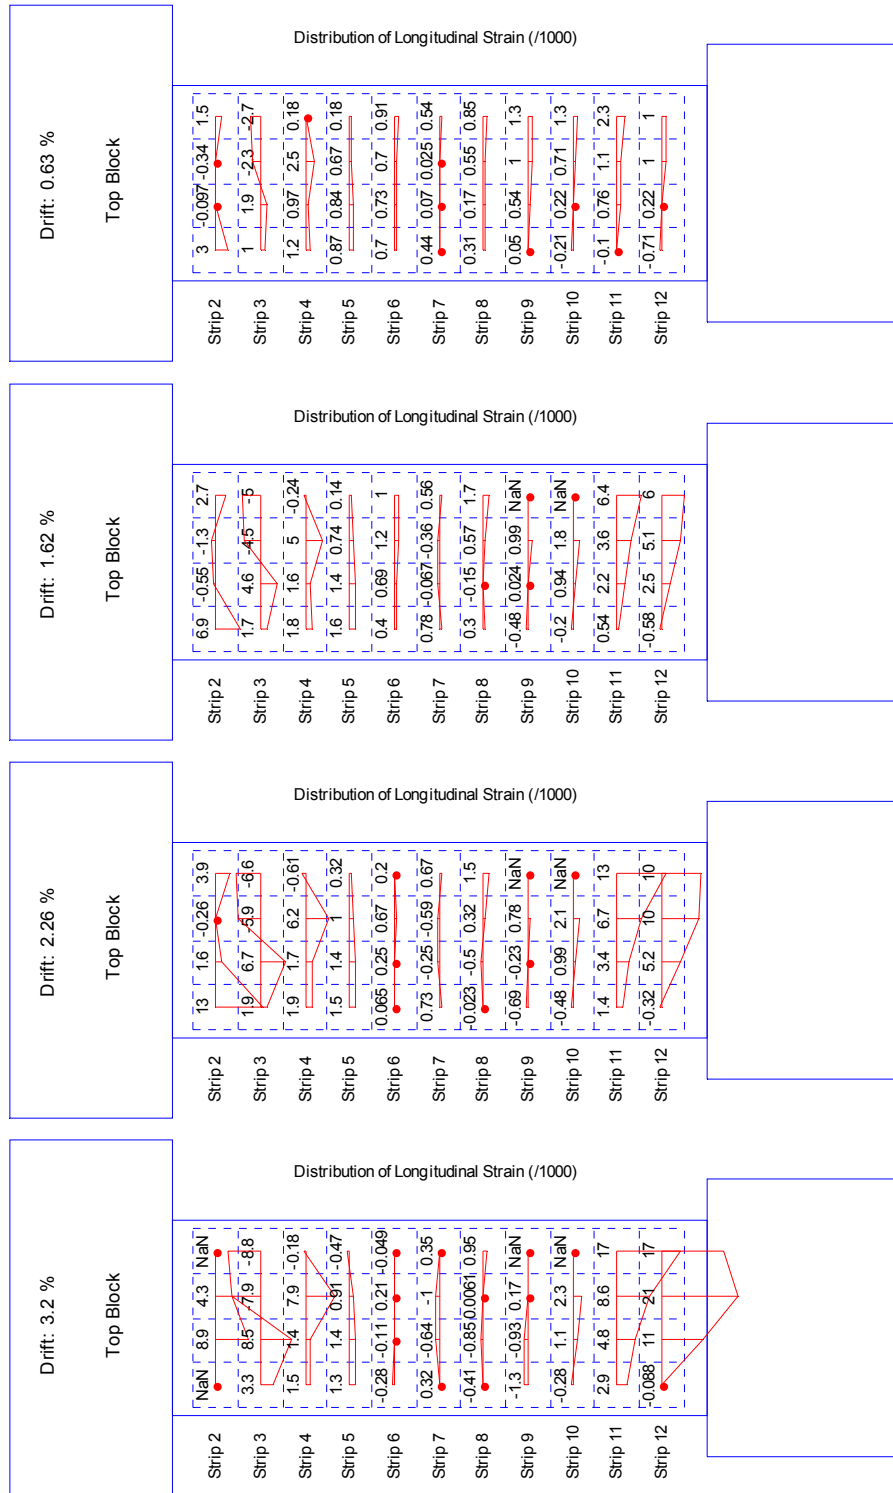 Drift: 3.2 %
Top Block
Strip 2 NaN 8.9 4.3 NaN
Strip 3 3.3 8.5 -7.9 -8.8
Strip 4 1.5 1.4 7.9 -0.18
Strip 5 1.3 1.4 0.91 -0.47
Strip 6 -0.28 -0.11 0.21 -0.049
Strip 7 0.32 -0.64 -1 0.35
Strip 8 -0.41 -0.85 0.0061 0.95
Strip 9 -1.3 -0.93 0.17 NaN
Strip 10 -0.28 1.1 2.3 NaN
Strip 11 2.9 4.8 8.6 17
Strip 12 -0.088 11 21 17
Distribution of Longitudinal Strain (/1000)
Drift: 2.26 %
Top Block
Strip 2 13 1.6 -0.26 3.9
Strip 3 1.9 6.7 -5.9 -6.6
Strip 4 1.9 1.7 6.2 -0.61
Strip 5 1.5 1.4 1 0.32
Strip 6 0.065 0.25 0.67 0.2
Strip 7 0.73 -0.25 -0.59 0.67
Strip 8 -0.023 -0.5 0.32 1.5
Strip 9 -0.69 -0.23 0.78 NaN
Strip 10 -0.48 0.99 2.1 NaN
Strip 11 1.4 3.4 6.7 13
Strip 12 -0.32 5.2 10 10
Distribution of Longitudinal Strain (/1000)
Drift: 1.62 %
Top Block
Strip 2 6.9 -0.55 -1.3 2.7
Strip 3 1.7 4.6 -4.5 -5
Strip 4 1.8 1.6 5 -0.24
Strip 5 1.6 1.4 0.74 0.14
Strip 6 0.4 0.69 1.2 1
Strip 7 0.78 -0.067 -0.36 0.56
Strip 8 0.3 -0.15 0.57 1.7
Strip 9 -0.48 0.024 0.99 NaN
Strip 10 -0.2 0.94 1.8 NaN
Strip 11 0.54 2.2 3.6 6.4
Strip 12 -0.58 2.5 5.1 6
Distribution of Longitudinal Strain (/1000)
Drift: 0.63 %
Top Block
Strip 2 3 -0.097 -0.34 1.5
Strip 3 1 1.9 -2.3 -2.7
Strip 4 1.2 0.97 2.5 0.18
Strip 5 0.87 0.84 0.67 0.18
Strip 6 0.7 0.73 0.7 0.91
Strip 7 0.44 0.07 0.025 0.54
Strip 8 0.31 0.17 0.55 0.85
Strip 9 0.05 0.54 1 1.3
Strip 10 -0.21 0.22 0.71 1.3
Strip 11 -0.1 0.76 1.1 2.3
Strip 12 -0.71 0.22 1 1
Distribution of Longitudinal Strain (/1000)